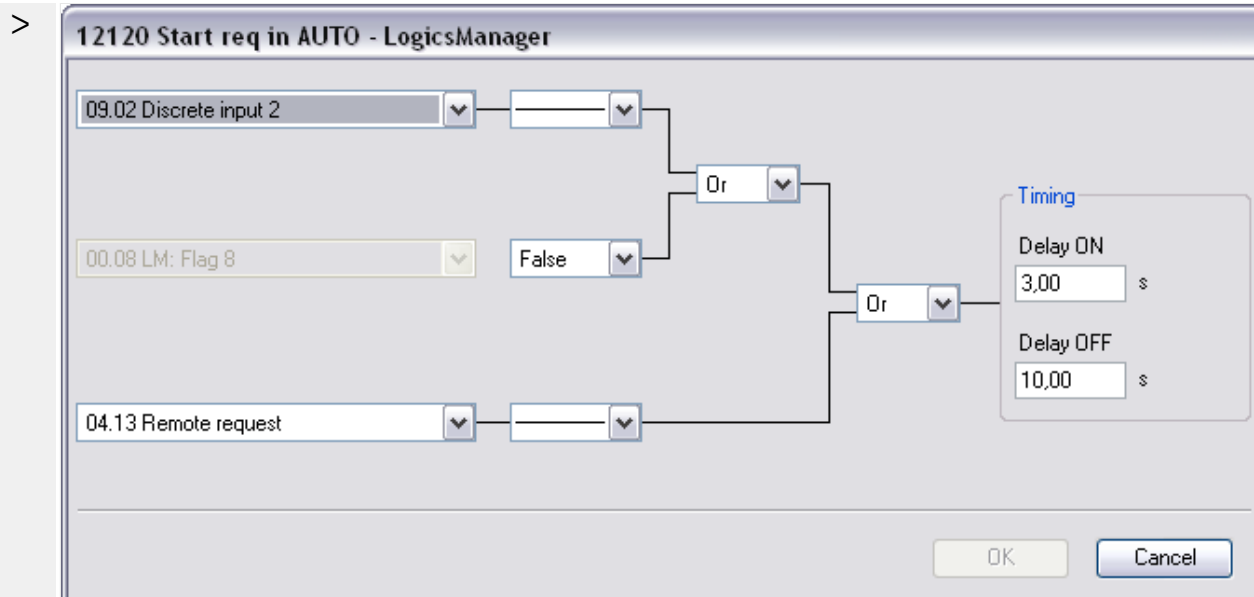 >
12120 Start req in AUTO - LogicsManager
09.02 Discrete input 2
Or
Timing
00.08 LM: Flag 8
False
Delay ON
3,00 s
Or
Delay OFF
10,00 s
04.13 Remote request
OK
Cancel